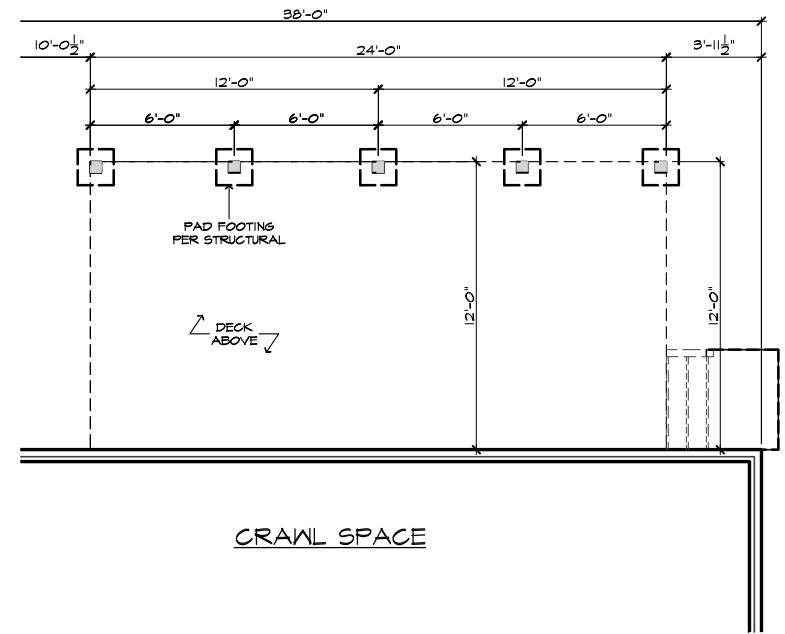 38'-0"
10'-0½"
24'-0"
3'-11½"
12'-0"
12'-0"
6'-0"
6'-0"
6'-0"
6'-0"
PAD FOOTING
PER STRUCTURAL
12'-0"
12'-0"
DECK
ABOVE
CRAWL SPACE